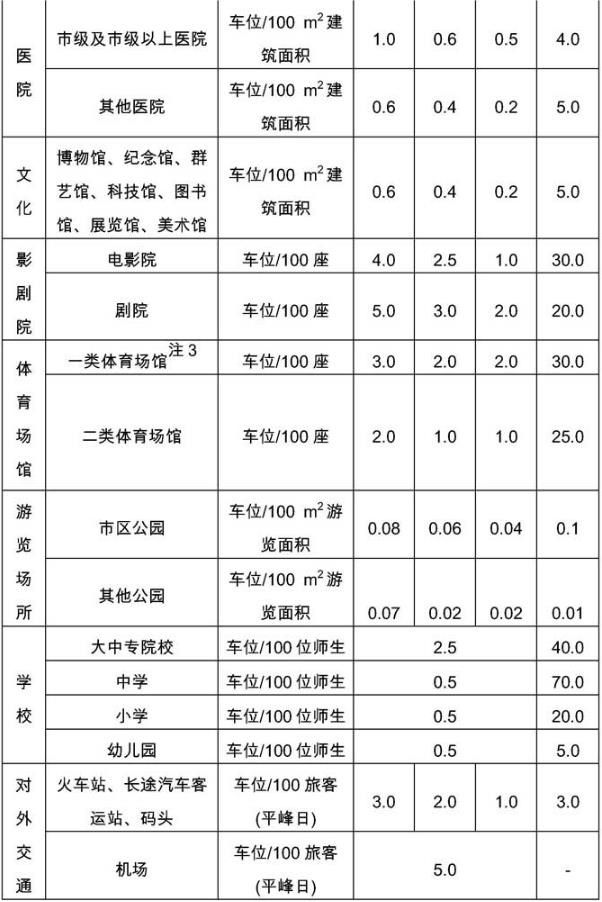 医院
市级及市级以上医院 车位/100 m2建筑面积 1.0 0.6 0.5 4.0
其他医院 车位/100 m2建筑面积 0.6 0.4 0.2 5.0
文化
博物馆、纪念馆、群艺馆、科技馆、图书馆、展览馆、美术馆 车位/100 m2建筑面积 0.6 0.4 0.2 5.0
影剧院
电影院 车位/100 座 4.0 2.5 1.0 30.0
剧院 车位/100 座 5.0 3.0 2.0 20.0
体育场馆
一类体育场馆注 3 车位/100 座 3.0 2.0 2.0 30.0
二类体育场馆 车位/100 座 2.0 1.0 1.0 25.0
游览场所
市区公园 车位/100 m2游览面积 0.08 0.06 0.04 0.1
其他公园 车位/100 m2游览面积 0.07 0.02 0.02 0.01
学校
大中专院校 车位/100 位师生 2.5 40.0
中学 车位/100 位师生 0.5 70.0
小学 车位/100 位师生 0.5 20.0
幼儿园 车位/100 位师生 0.5 5.0
对外交通
火车站、长途汽车客运站、码头 车位/100 旅客(平峰日) 3.0 2.0 1.0 3.0
机场 车位/100 旅客(平峰日) 5.0 -